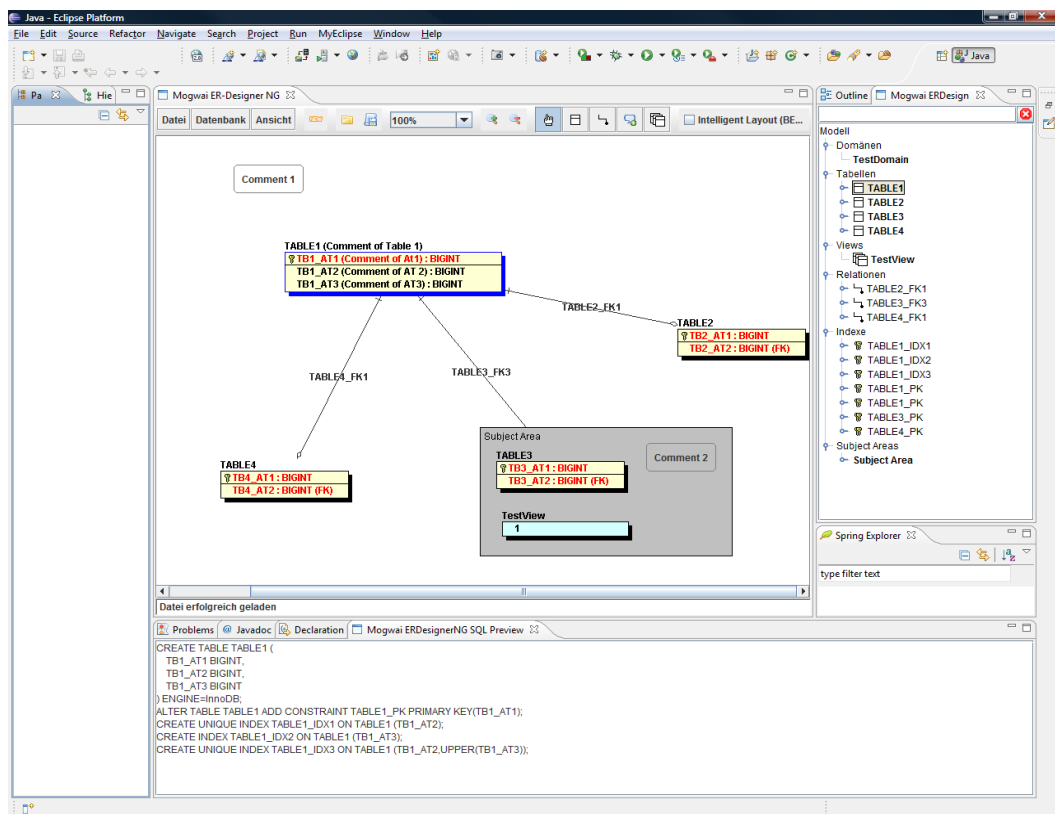 Java - Eclipse Platform
File Edit Source Refactor Navigate Search Project Run MyEclipse Window Help
Java
Pa Hie
Mogwai ER-Designer NG
Datei Datenbank Ansicht 100% Intelligent Layout (BE...
Comment 1
TABLE1 (Comment of Table 1)
TB1_AT1 (Comment of At1) : BIGINT
TB1_AT2 (Comment of AT 2) : BIGINT
TB1_AT3 (Comment of AT3) : BIGINT
TABLE2_FK1
TABLE2
TB2_AT1 : BIGINT
TB2_AT2 : BIGINT (FK)
TABLE4_FK1
TABLE3_FK3
TABLE4
TB4_AT1 : BIGINT
TB4_AT2 : BIGINT (FK)
Subject Area
TABLE3
TB3_AT1 : BIGINT
TB3_AT2 : BIGINT (FK)
Comment 2
TestView
1
Datei erfolgreich geladen
Outline Mogwai ERDesign
Modell
Domänen
TestDomain
Tabellen
TABLE1
TABLE2
TABLE3
TABLE4
Views
TestView
Relationen
TABLE2_FK1
TABLE3_FK3
TABLE4_FK1
Indexe
TABLE1_IDX1
TABLE1_IDX2
TABLE1_IDX3
TABLE1_PK
TABLE1_PK
TABLE3_PK
TABLE4_PK
Subject Areas
Subject Area
Spring Explorer
type filter text
Problems Javadoc Declaration Mogwai ERDesignerNG SQL Preview
CREATE TABLE TABLE1 (
TB1_AT1 BIGINT,
TB1_AT2 BIGINT,
TB1_AT3 BIGINT
) ENGINE=InnoDB;
ALTER TABLE TABLE1 ADD CONSTRAINT TABLE1_PK PRIMARY KEY(TB1_AT1);
CREATE UNIQUE INDEX TABLE1_IDX1 ON TABLE1 (TB1_AT2);
CREATE INDEX TABLE1_IDX2 ON TABLE1 (TB1_AT3);
CREATE UNIQUE INDEX TABLE1_IDX3 ON TABLE1 (TB1_AT2,UPPER(TB1_AT3));